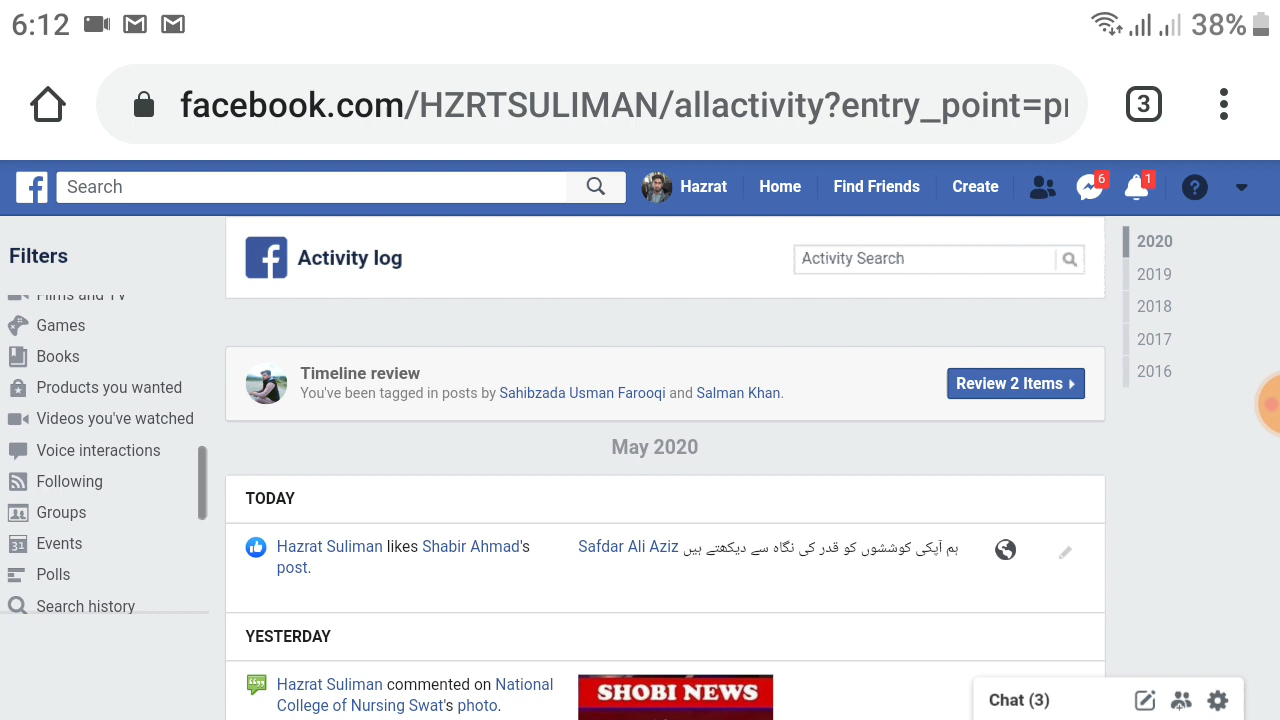 6:12
38%
facebook.com/HZRTSULIMAN/allactivity?entry_point=pr
3
Search
Hazrat
Home
Find Friends
Create
6
1
Filters
Films and TV
Games
Books
Products you wanted
Videos you've watched
Voice interactions
Following
Groups
Events
Polls
Search history
Activity log
Activity Search
Timeline review
You've been tagged in posts by Sahibzada Usman Farooqi and Salman Khan.
Review 2 Items
May 2020
TODAY
Hazrat Suliman likes Shabir Ahmad's
post.
Safdar Ali Aziz ہم آپکی کوششوں کو قدر کی نگاہ سے دیکھتے ہیں
YESTERDAY
Hazrat Suliman commented on National
College of Nursing Swat's photo.
SHOBI NEWS
2020
2019
2018
2017
2016
Chat (3)